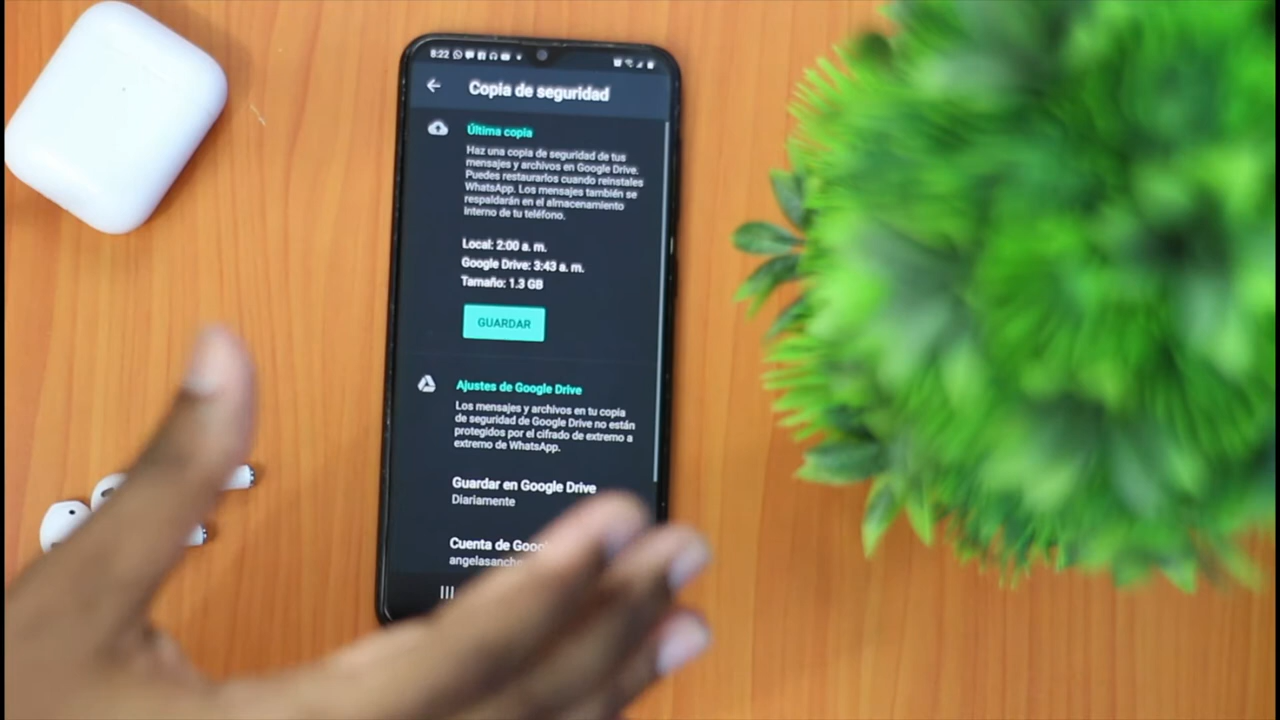 8:22
Copia de seguridad
Última copia
Haz una copia de seguridad de tus
mensajes y archivos en Google Drive.
Puedes restaurarlos cuando reinstales
WhatsApp. Los mensajes también se
respaldarán en el almacenamiento
interno de tu teléfono.
Local: 2:00 a. m.
Google Drive: 3:43 a. m.
Tamaño: 1.3 GB
GUARDAR
Ajustes de Google Drive
Los mensajes y archivos en tu copia
de seguridad de Google Drive no están
protegidos por el cifrado de extremo a
extremo de WhatsApp.
Guardar en Google Drive
Diariamente
Cuenta de